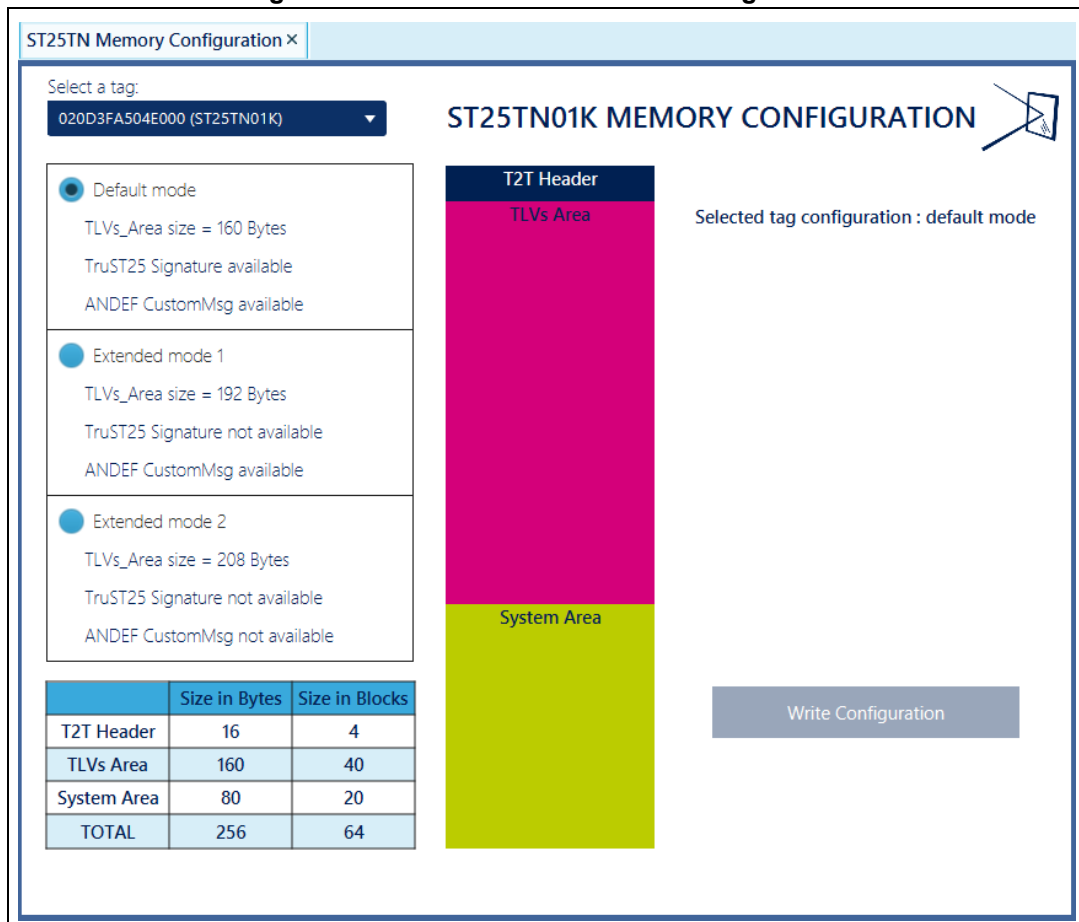 ST25TN Memory Configuration ×
Select a tag:
020D3FA504E000 (ST25TN01K)
ST25TN01K MEMORY CONFIGURATION
Default mode
TLVs_Area size = 160 Bytes
TruST25 Signature available
ANDEF CustomMsg available
Extended mode 1
TLVs_Area size = 192 Bytes
TruST25 Signature not available
ANDEF CustomMsg available
Extended mode 2
TLVs_Area size = 208 Bytes
TruST25 Signature not available
ANDEF CustomMsg not available
T2T Header
TLVs Area
System Area
Selected tag configuration : default mode
Size in Bytes Size in Blocks
T2T Header 16 4
TLVs Area 160 40
System Area 80 20
TOTAL 256 64
Write Configuration